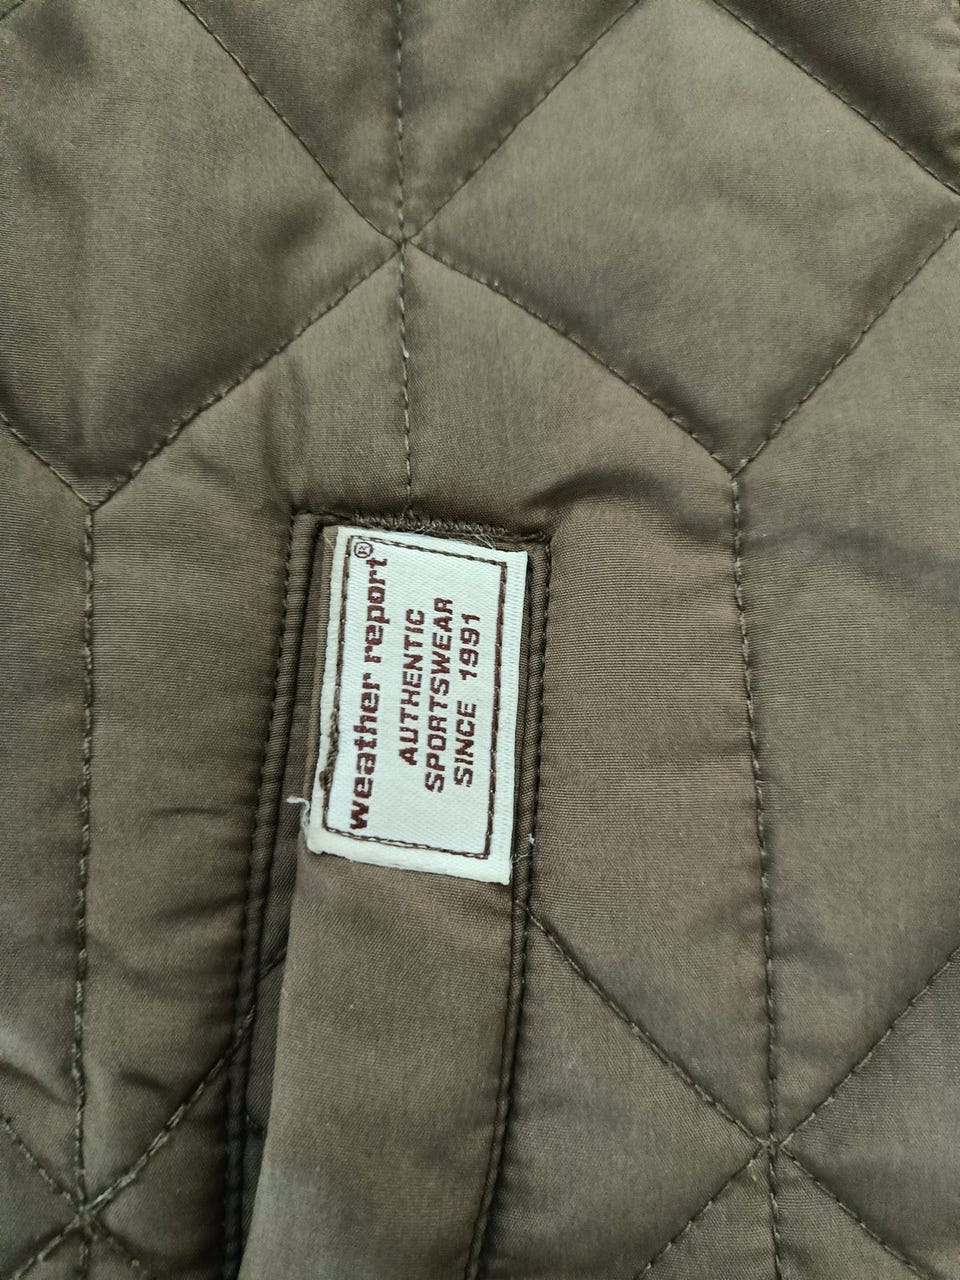 weather report®
AUTHENTIC
SPORTSWEAR
SINCE 1991